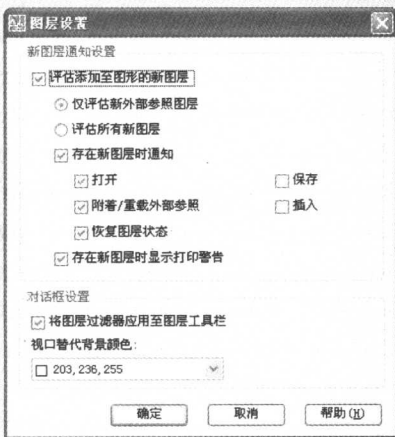 图层设置
新图层通知设置
评估添加至图形的新图层
仅评估新外部参照图层
评估所有新图层
存在新图层时通知
打开 保存
附着/重载外部参照 插入
恢复图层状态
存在新图层时显示打印警告
对话框设置
将图层过滤器应用至图层工具栏
视口替代背景颜色:
203, 236, 255
确定 取消 帮助(H)